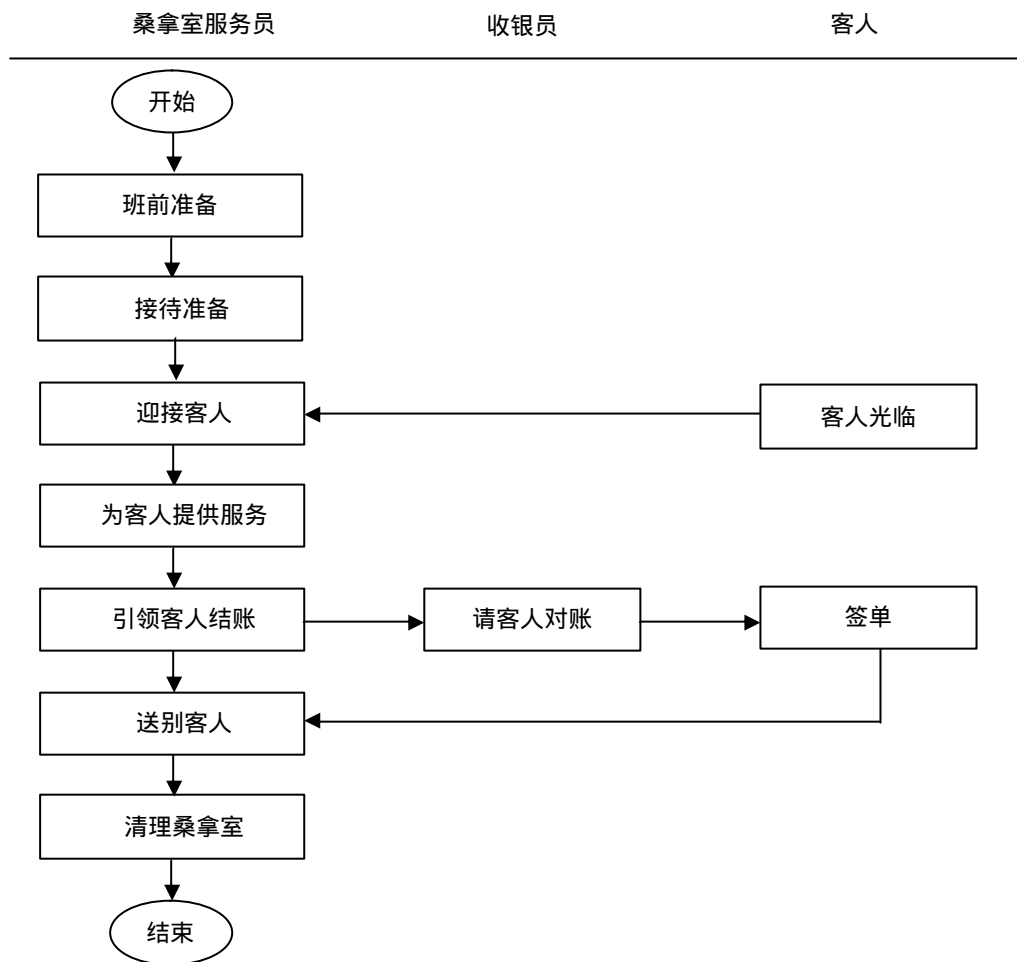 桑拿室服务员 收银员 客人
开始
班前准备
接待准备
迎接客人 客人光临
为客人提供服务
引领客人结账 请客人对账 签单
送别客人
清理桑拿室
结束